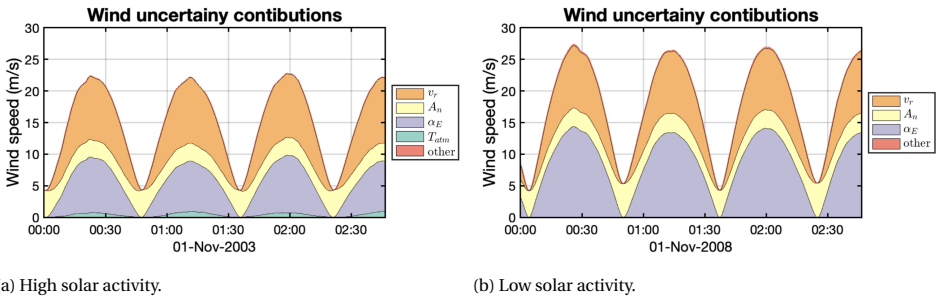 Wind uncertainy contibutions
Wind speed (m/s)
30
25
20
15
10
5
0
00:00 00:30 01:00 01:30 02:00 02:30
01-Nov-2003
v_r
A_n
α_E
T_atm
other
(a) High solar activity.
Wind uncertainy contibutions
Wind speed (m/s)
30
25
20
15
10
5
0
00:00 00:30 01:00 01:30 02:00 02:30
01-Nov-2008
v_r
A_n
α_E
other
(b) Low solar activity.